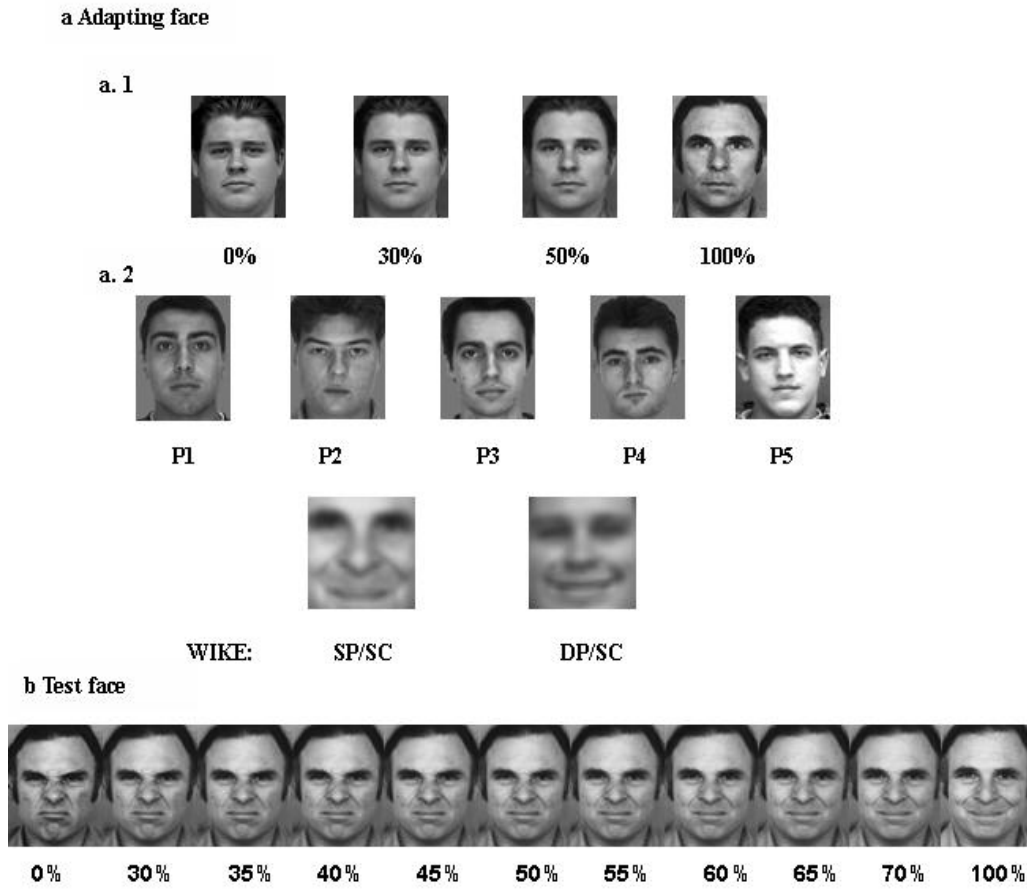 a Adapting face
a. 1
0% 30% 50% 100%
a. 2
P1 P2 P3 P4 P5
WIKE: SP/SC DP/SC
b Test face
0% 30% 35% 40% 45% 50% 55% 60% 65% 70% 100%